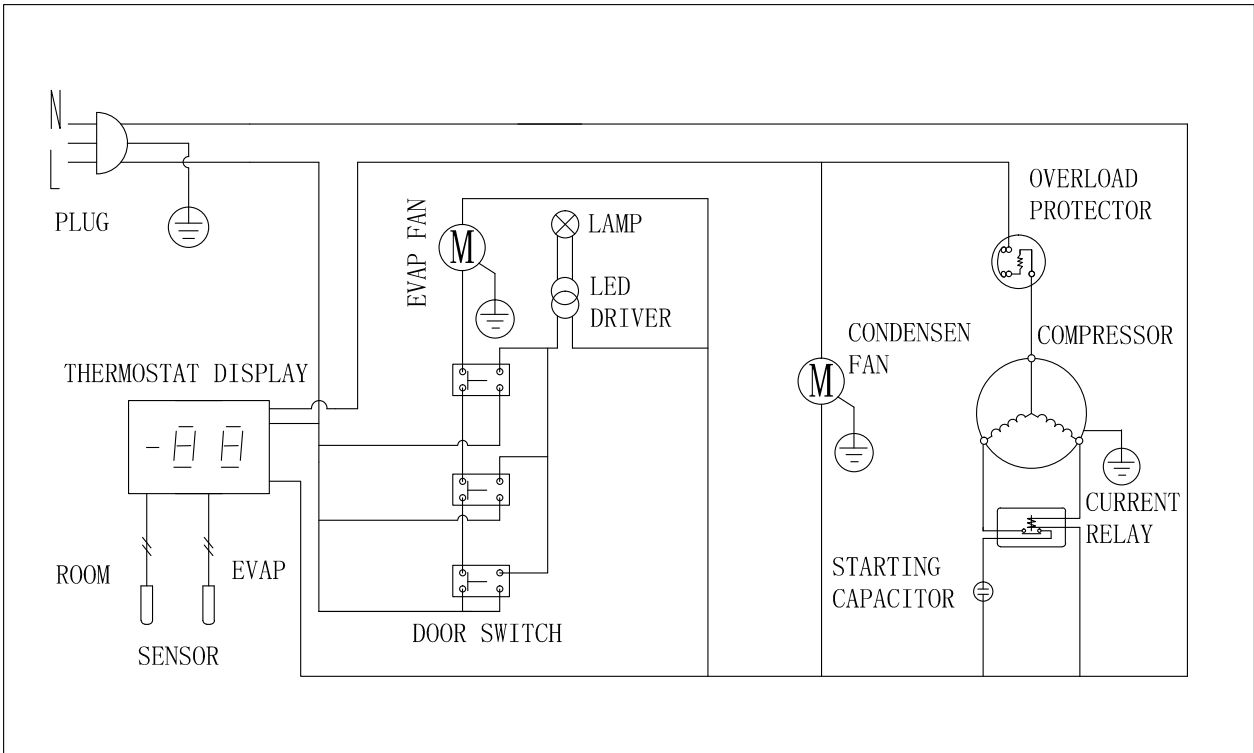 N
L
PLUG
OVERLOAD
PROTECTOR
EVAP FAN
M
LAMP
LED
DRIVER
CONDENSEN
FAN
M
COMPRESSOR
THERMOSTAT DISPLAY
-88
CURRENT
RELAY
ROOM
EVAP
STARTING
CAPACITOR
DOOR SWITCH
SENSOR